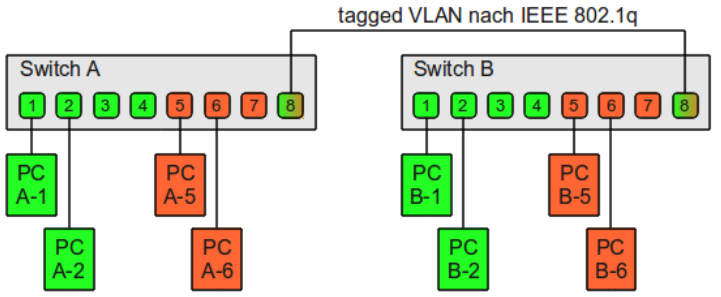 tagged VLAN nach IEEE 802.1q
Switch A
1 2 3 4 5 6 7 8
Switch B
1 2 3 4 5 6 7 8
PC
A-1
PC
A-5
PC
B-1
PC
B-5
PC
A-2
PC
A-6
PC
B-2
PC
B-6